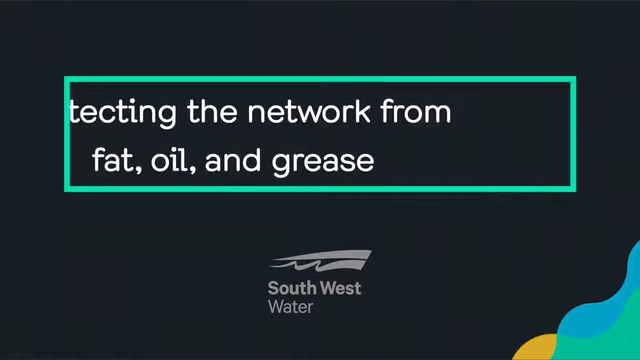 tecting the network from
fat, oil, and grease
South West
Water